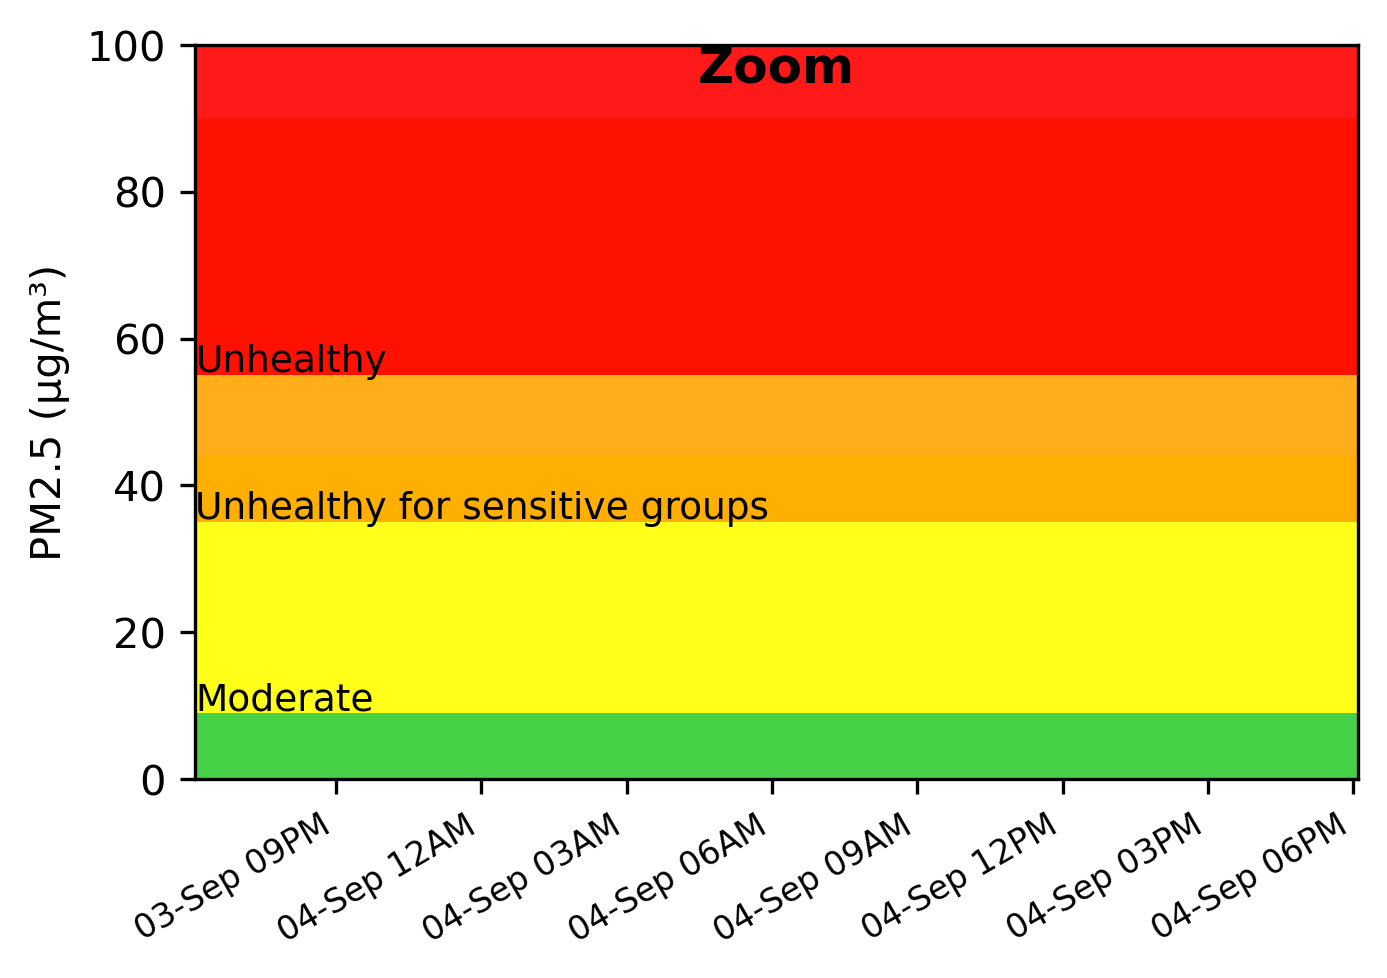 Zoom
100
80
60
40
20
0
PM2.5 (µg/m³)
Unhealthy
Unhealthy for sensitive groups
Moderate
03-Sep 09PM
04-Sep 12AM
04-Sep 03AM
04-Sep 06AM
04-Sep 09AM
04-Sep 12PM
04-Sep 03PM
04-Sep 06PM